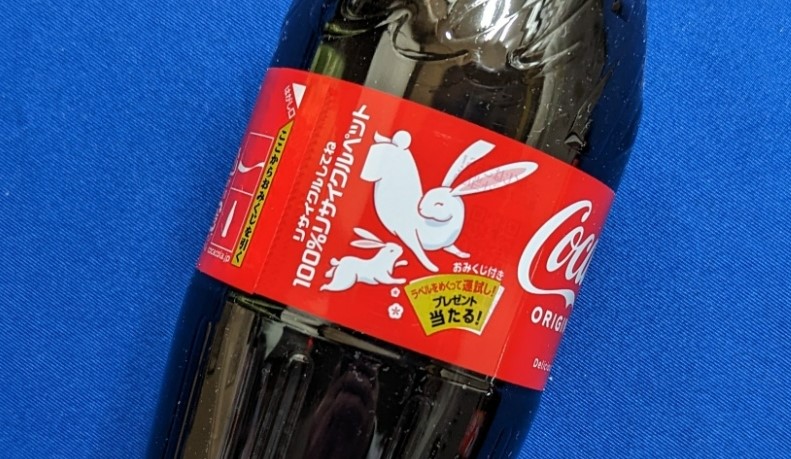 ここからおみくじを引く
リサイクルしてね
100%リサイクルペット
おみくじ付き
ラベルをめくって運試し!
プレゼント
当たる!
Coca
ORIGI
Delic